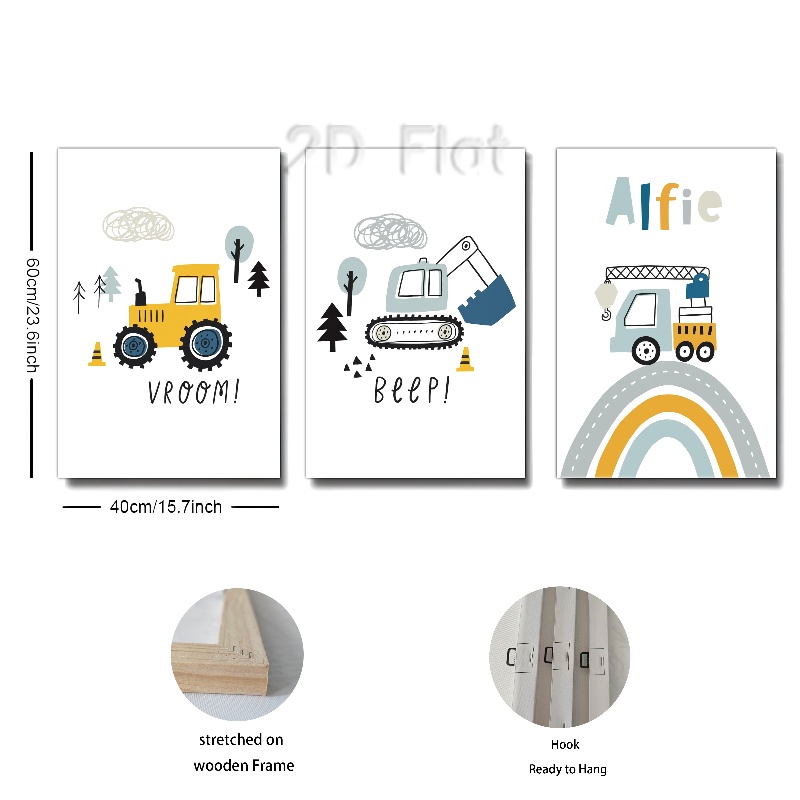 2D Flat
Alfie
60cm/23.6inch
VROOM!
BEEP!
40cm/15.7inch
stretched on
wooden Frame
Hook
Ready to Hang